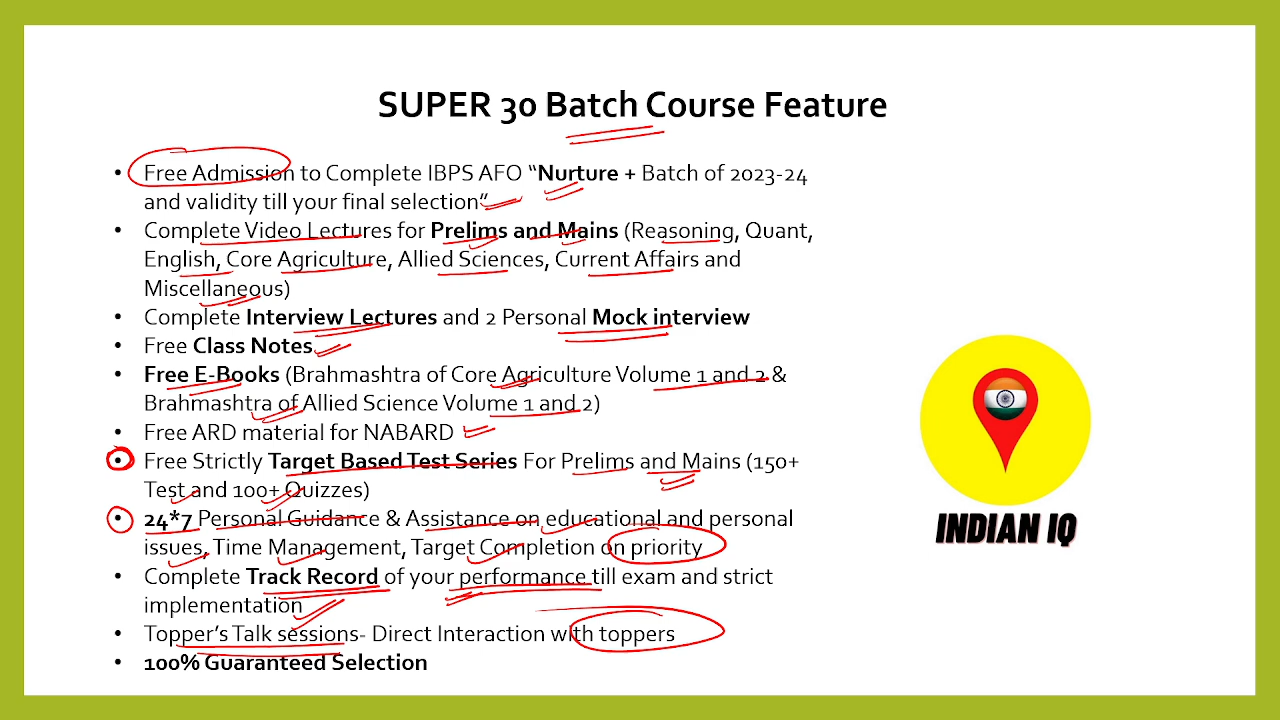 SUPER 30 Batch Course Feature
• Free Admission to Complete IBPS AFO “Nurture + Batch of 2023-24
and validity till your final selection”
• Complete Video Lectures for Prelims and Mains (Reasoning, Quant,
English, Core Agriculture, Allied Sciences, Current Affairs and
Miscellaneous)
• Complete Interview Lectures and 2 Personal Mock interview
• Free Class Notes
• Free E-Books (Brahmashtra of Core Agriculture Volume 1 and 2 &
Brahmashtra of Allied Science Volume 1 and 2)
• Free ARD material for NABARD
• Free Strictly Target Based Test Series For Prelims and Mains (150+
Test and 100+ Quizzes)
• 24*7 Personal Guidance & Assistance on educational and personal
issues, Time Management, Target Completion on priority
• Complete Track Record of your performance till exam and strict
implementation
• Topper’s Talk sessions- Direct Interaction with toppers
• 100% Guaranteed Selection
INDIAN IQ